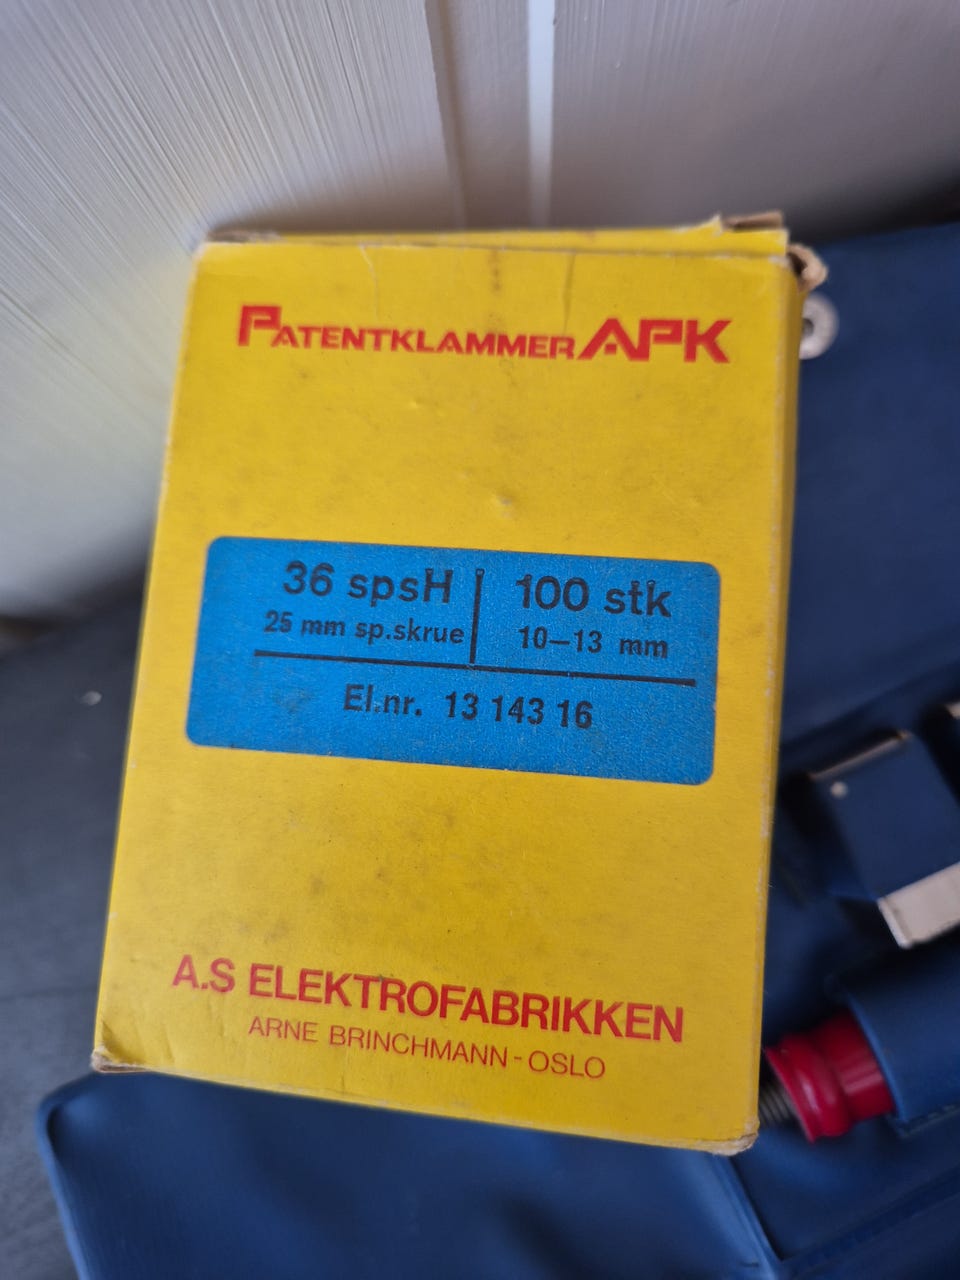 PATENTKLAMMER APK
36 spsH 100 stk
25 mm sp.skrue 10–13 mm
El.nr. 13 143 16
A.S ELEKTROFABRIKKEN
ARNE BRINCHMANN - OSLO